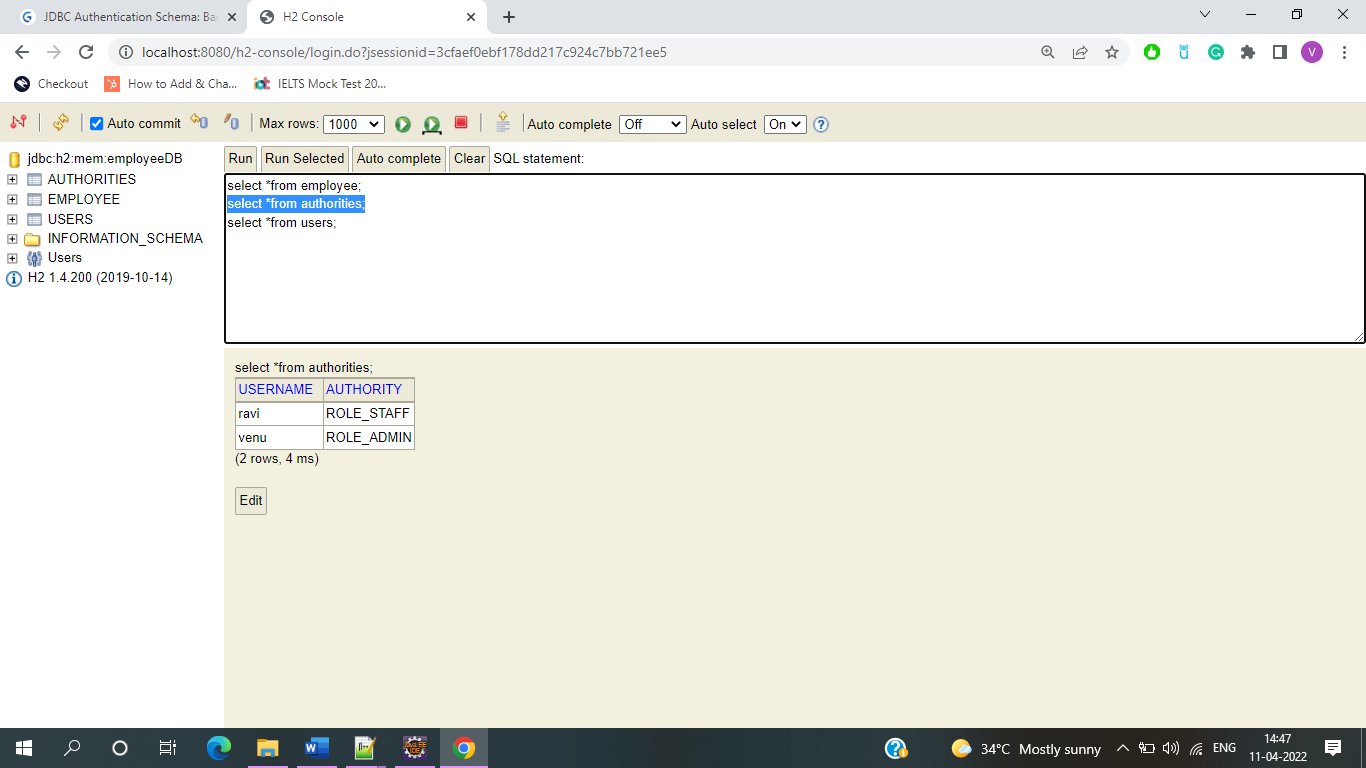 JDBC Authentication Schema: Ba
H2 Console
localhost:8080/h2-console/login.do?jsessionid=3cfaef0ebf178dd217c924c7bb721ee5
V
Checkout
How to Add & Cha...
IELTS Mock Test 20...
Auto commit
Max rows: 1000
Auto complete Off
Auto select On
?
jdbc:h2:mem:employeeDB
AUTHORITIES
EMPLOYEE
USERS
INFORMATION_SCHEMA
Users
H2 1.4.200 (2019-10-14)
Run Run Selected Auto complete Clear SQL statement:
select *from employee;
select *from authorities;
select *from users;
select *from authorities;
USERNAME AUTHORITY
ravi ROLE_STAFF
venu ROLE_ADMIN
(2 rows, 4 ms)
Edit
34°C Mostly sunny
ENG
14:47
11-04-2022